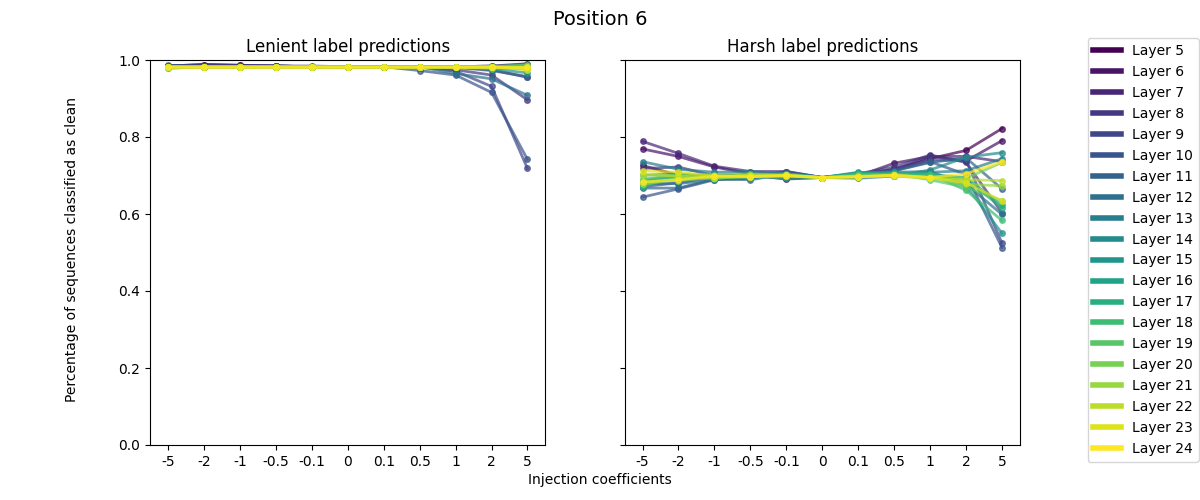 Position 6
Lenient label predictions
Harsh label predictions
Percentage of sequences classified as clean
1.0
0.8
0.6
0.4
0.2
0.0
-5 -2 -1 -0.5 -0.1 0 0.1 0.5 1 2 5
-5 -2 -1 -0.5 -0.1 0 0.1 0.5 1 2 5
Injection coefficients
Layer 5
Layer 6
Layer 7
Layer 8
Layer 9
Layer 10
Layer 11
Layer 12
Layer 13
Layer 14
Layer 15
Layer 16
Layer 17
Layer 18
Layer 19
Layer 20
Layer 21
Layer 22
Layer 23
Layer 24